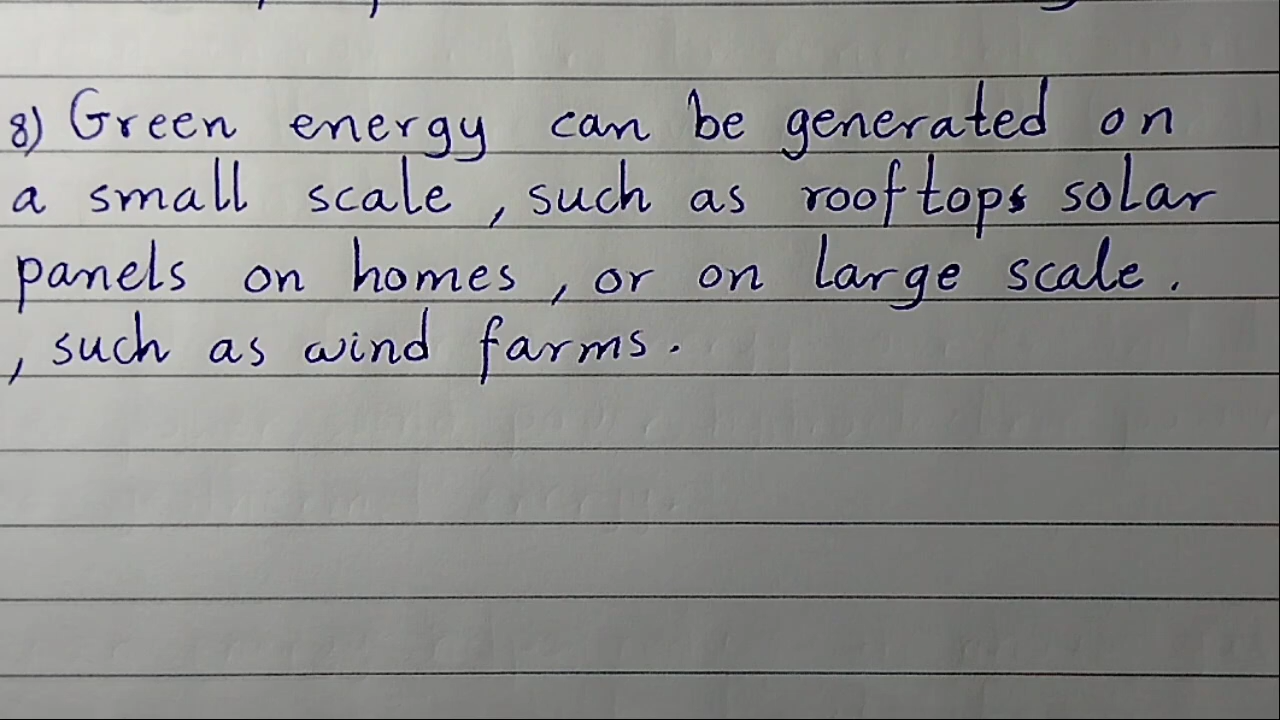 8) Green energy can be generated on
a small scale, such as rooftops solar
panels on homes, or on large scale.
, such as wind farms.